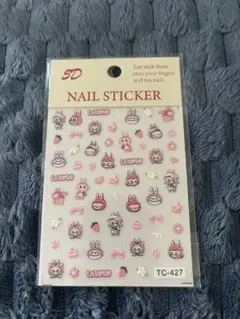 5D
Just stick them
onto your fingers
and toe nails
NAIL STICKER
TC-427